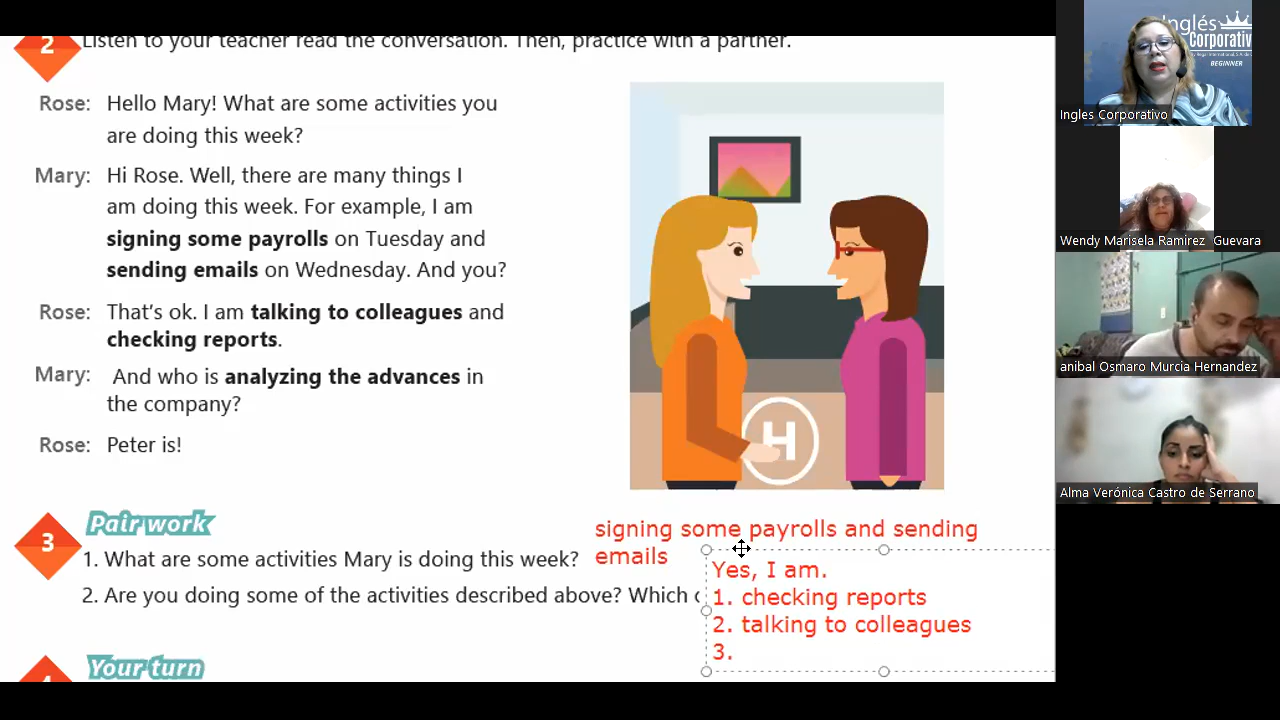 2
Listen to your teacher read the conversation. Then, practice with a partner.
Rose: Hello Mary! What are some activities you
are doing this week?
Mary: Hi Rose. Well, there are many things I
am doing this week. For example, I am
signing some payrolls on Tuesday and
sending emails on Wednesday. And you?
Rose: That's ok. I am talking to colleagues and
checking reports.
Mary: And who is analyzing the advances in
the company?
Rose: Peter is!
H
3
Pair work
1. What are some activities Mary is doing this week?
signing some payrolls and sending
emails
2. Are you doing some of the activities described above? Which
Yes, I am.
1. checking reports
2. talking to colleagues
3.
Your turn
Inglés
Corporativ
BEGINNER
Ingles Corporativo
Wendy Marisela Ramirez Guevara
anibal Osmaro Murcia Hernandez
Alma Verónica Castro de Serrano